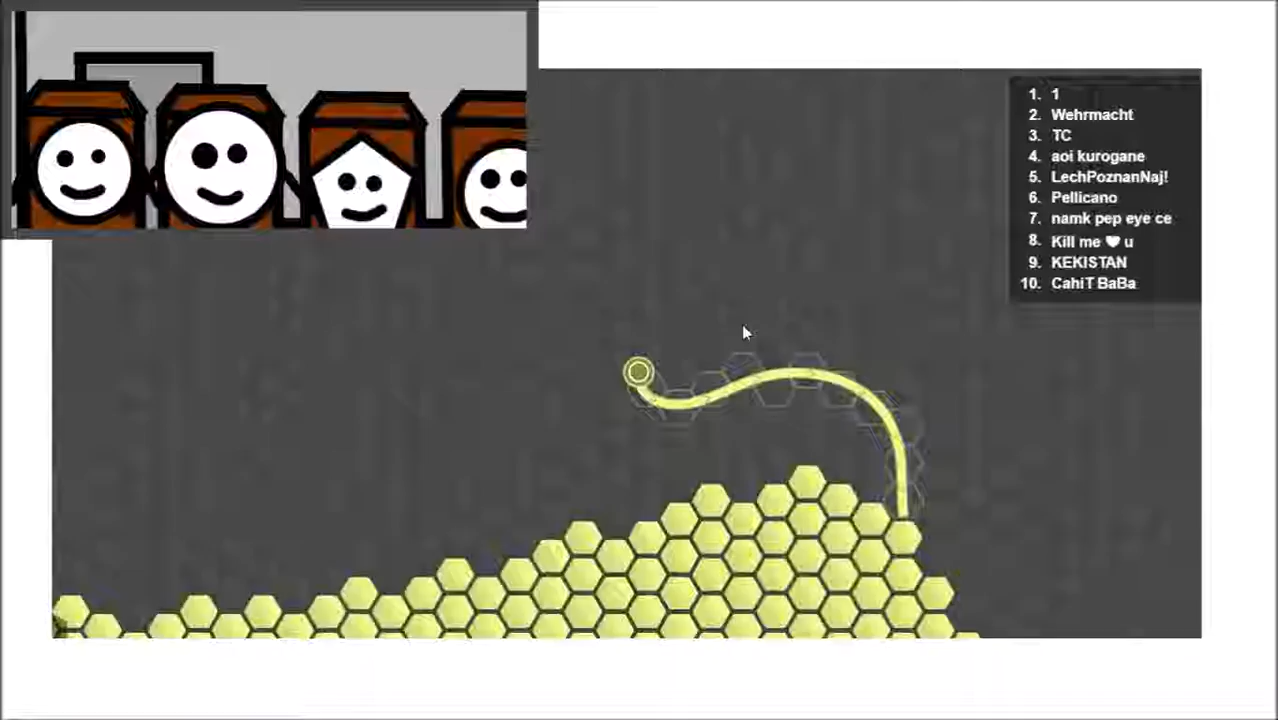 1. 1
2. Wehrmacht
3. TC
4. aoi kurogane
5. LechPoznanNaj!
6. Pellicano
7. namk pep eye ce
8. Kill me ♥ u
9. KEKISTAN
10. CahiT BaBa